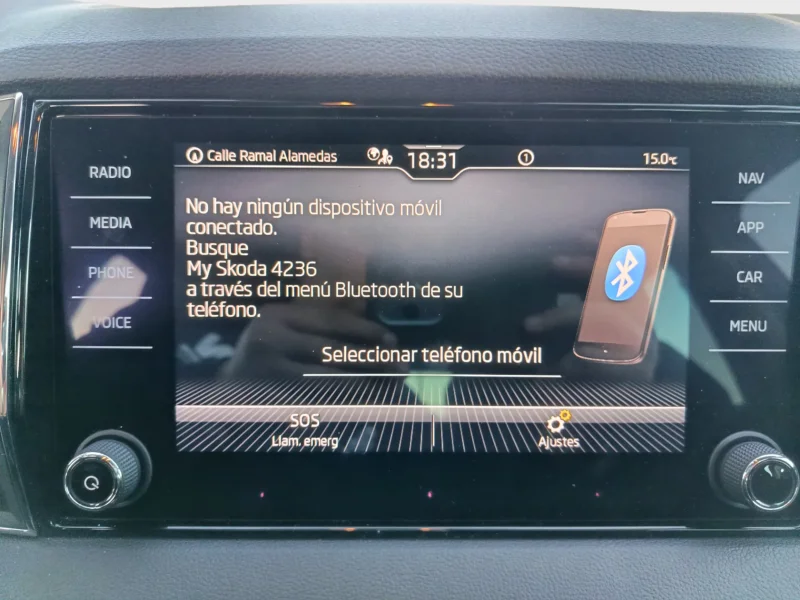 RADIO
MEDIA
PHONE
VOICE
Calle Ramal Alamedas 18:31 1 15.0°C
No hay ningún dispositivo móvil
conectado.
Busque
My Skoda 4236
a través del menú Bluetooth de su
teléfono.
Seleccionar teléfono móvil
SOS
Llam. emerg
Ajustes
NAV
APP
CAR
MENU